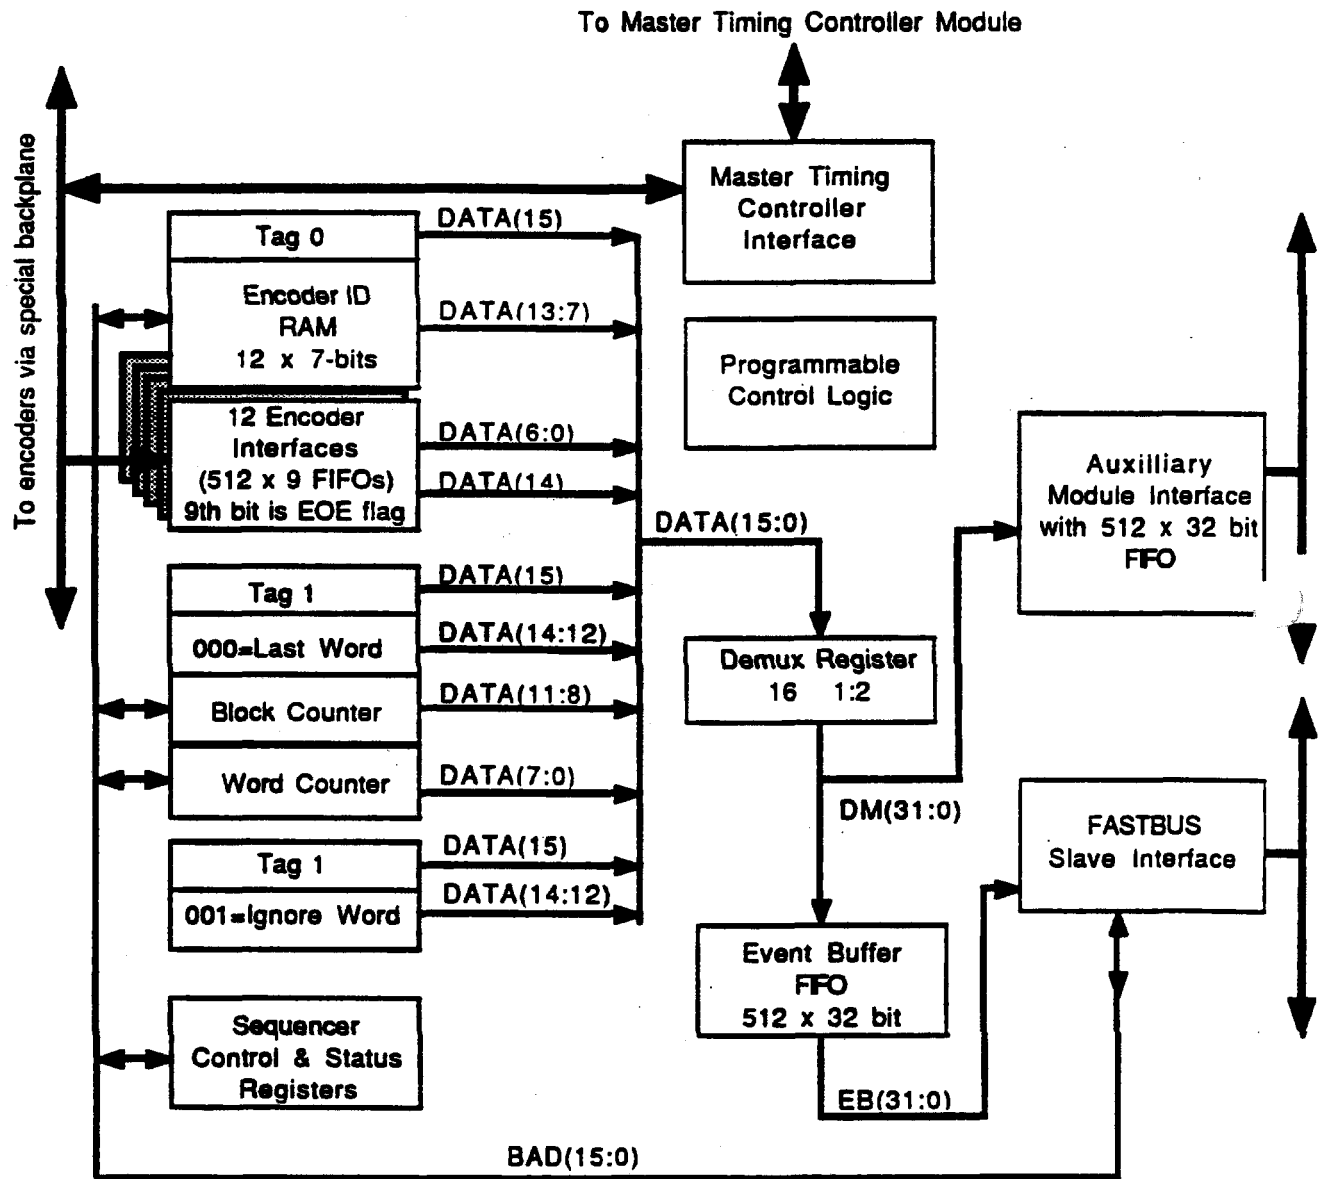 To Master Timing Controller Module
To encoders via special backplane
Master Timing
Controller
Interface
Tag 0
DATA(15)
Encoder ID
RAM
12 x 7-bits
DATA(13:7)
Programmable
Control Logic
12 Encoder
Interfaces
(512 x 9 FIFOs)
9th bit is EOE flag
DATA(6:0)
DATA(14)
Auxilliary
Module Interface
with 512 x 32 bit
FIFO
DATA(15:0)
Tag 1
DATA(15)
000=Last Word
DATA(14:12)
Block Counter
DATA(11:8)
Word Counter
DATA(7:0)
Demux Register
16 1:2
DM(31:0)
FASTBUS
Slave Interface
Tag 1
DATA(15)
001=Ignore Word
DATA(14:12)
Event Buffer
FIFO
512 x 32 bit
Sequencer
Control & Status
Registers
EB(31:0)
BAD(15:0)